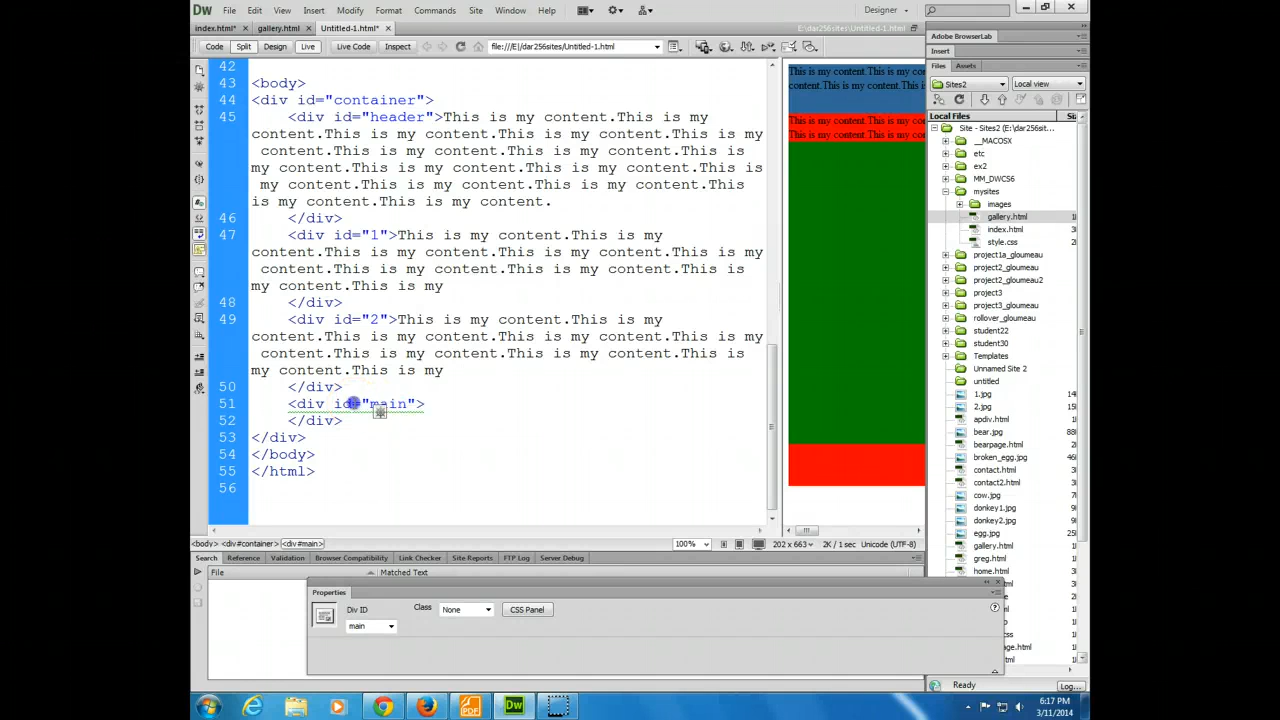 Dw File Edit View Insert Modify Format Commands Site Window Help Designer
index.html* gallery.html Untitled-1.html* E:\dar256sites\Untitled-1.html
Code Split Design Live Live Code Inspect file:///E|/dar256sites/Untitled-1.html
42
43 <body>
44 <div id="container">
45 <div id="header">This is my content.This is my
content.This is my content.This is my content.This is
my content.This is my content.This is my content.This
is my content.This is my content.This is my content.This
my content.This is my content.This is my content.This
is my content.This is my content.
46 </div>
47 <div id="1">This is my content.This is my
content.This is my content.This is my content.This is
my content.This is my content.This is my content.This
is my content.This is my
48 </div>
49 <div id="2">This is my content.This is my
content.This is my content.This is my content.This is
my content.This is my content.This is my content.This is
my content.This is my
50 </div>
51 <div id="main">
52 </div>
53 </div>
54 </body>
55 </html>
56
This is my content.This is my co
content.This is my content.This i
This is my content.This is my con
This is my content.This is my con
Adobe BrowserLab
Insert
Files Assets
Sites2 Local view
Local Files
Site - Sites2 (E:\dar256sit...
__MACOSX
etc
ex2
MM_DWCS6
mysites
images
gallery.html
index.html
style.css
project1a_gloumeau
project2_gloumeau
project2_gloumeau2
project3
project3_gloumeau
rollover_gloumeau
student22
student30
Templates
Unnamed Site 2
untitled
1.jpg
2.jpg
apdiv.html
bear.jpg
bearpage.html
broken_egg.jpg
contact.html
contact2.html
cow.jpg
donkey1.jpg
donkey2.jpg
egg.jpg
gallery.html
greg.html
home.html
<body> <div#container> <div#main> 100% 202 x 663 2K / 1 sec Unicode (UTF-8)
Search Reference Validation Browser Compatibility Link Checker Site Reports FTP Log Server Debug
File Matched Text
Properties
Div ID Class None CSS Panel
main
Ready Log...
PDF Dw
6:17 PM
3/11/2014